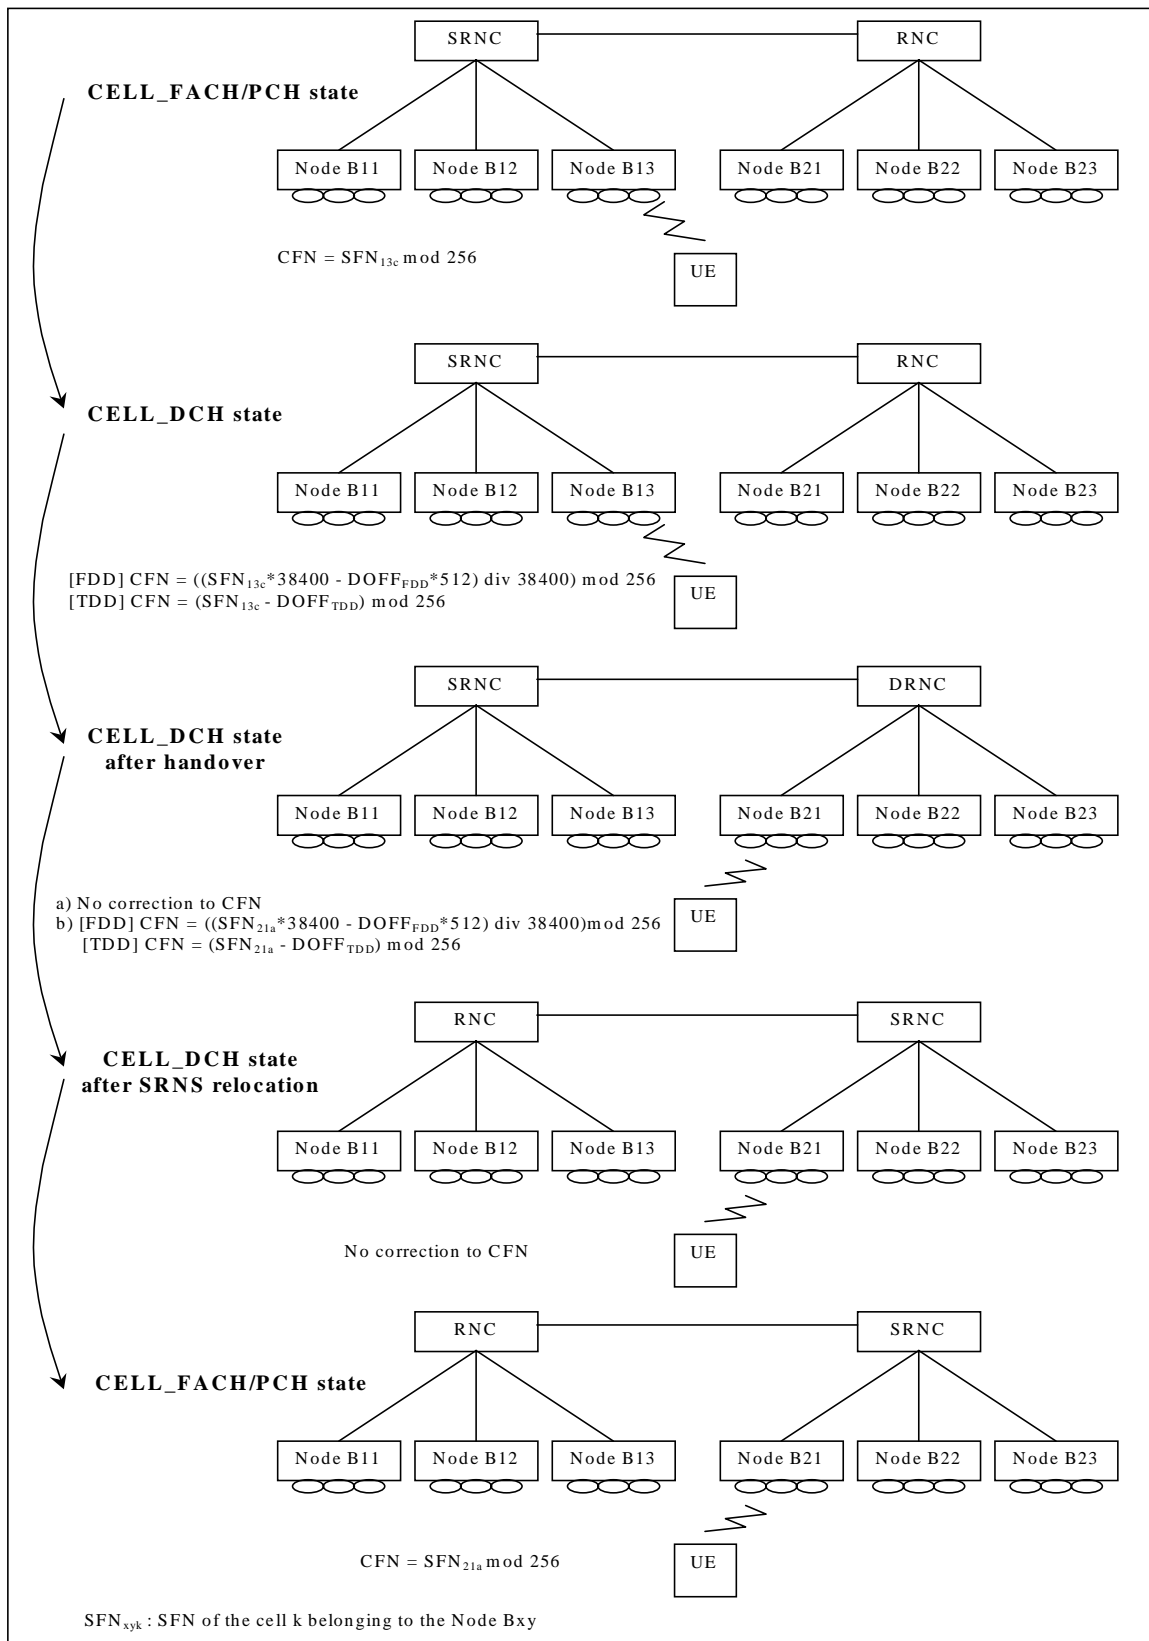 SRNC RNC
CELL_FACH/PCH state
Node B11 Node B12 Node B13 Node B21 Node B22 Node B23
CFN = SFN13c mod 256
UE
SRNC RNC
CELL_DCH state
Node B11 Node B12 Node B13 Node B21 Node B22 Node B23
[FDD] CFN = ((SFN13c*38400 - DOFFFDD*512) div 38400) mod 256
[TDD] CFN = (SFN13c - DOFFTDD) mod 256
UE
SRNC DRNC
CELL_DCH state
after handover
Node B11 Node B12 Node B13 Node B21 Node B22 Node B23
a) No correction to CFN
b) [FDD] CFN = ((SFN21a*38400 - DOFFFDD*512) div 38400)mod 256
[TDD] CFN = (SFN21a - DOFFTDD) mod 256
UE
RNC SRNC
CELL_DCH state
after SRNS relocation
Node B11 Node B12 Node B13 Node B21 Node B22 Node B23
No correction to CFN
UE
RNC SRNC
CELL_FACH/PCH state
Node B11 Node B12 Node B13 Node B21 Node B22 Node B23
CFN = SFN21a mod 256
UE
SFNxyk : SFN of the cell k belonging to the Node Bxy